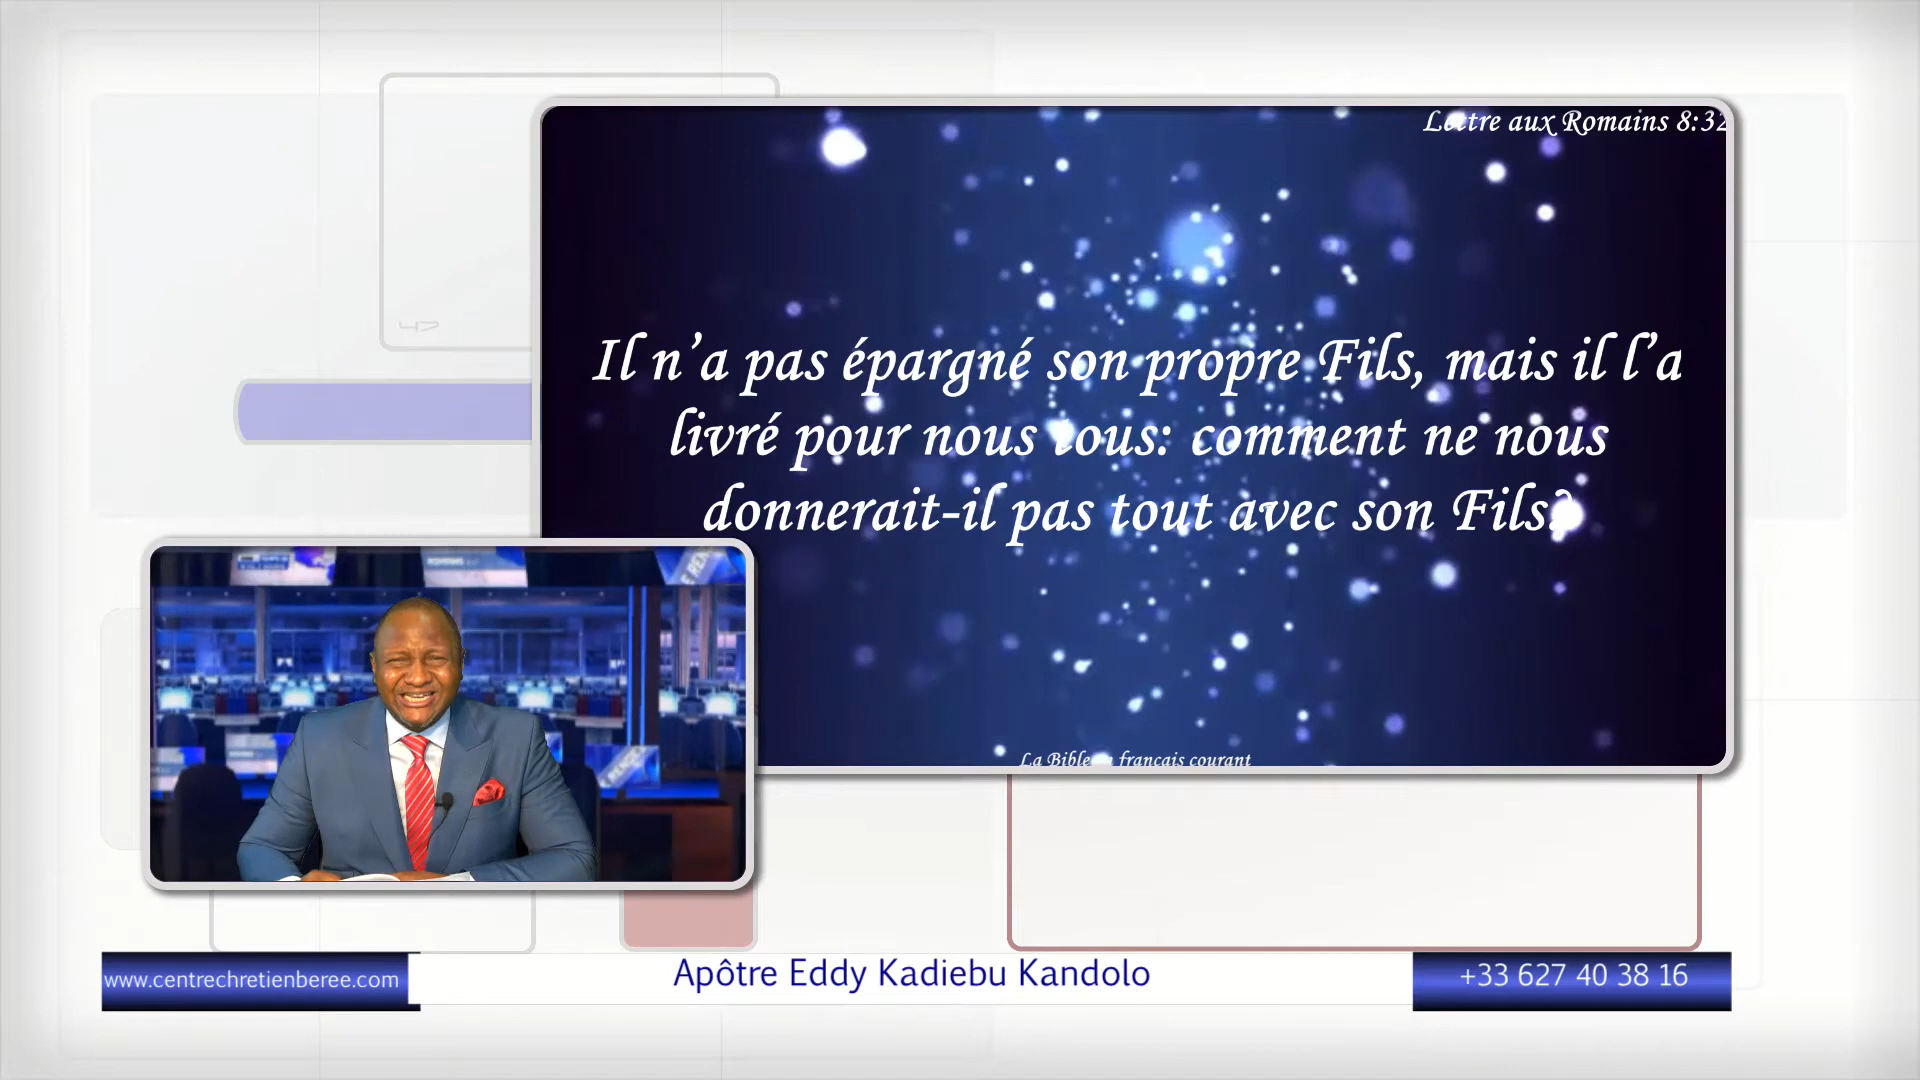 Lettre aux Romains 8:32
Il n’a pas épargné son propre Fils, mais il l’a
livré pour nous tous: comment ne nous
donnerait-il pas tout avec son Fils?
La Bible en français courant
www.centrechretienberee.com
Apôtre Eddy Kadiebu Kandolo
+33 627 40 38 16